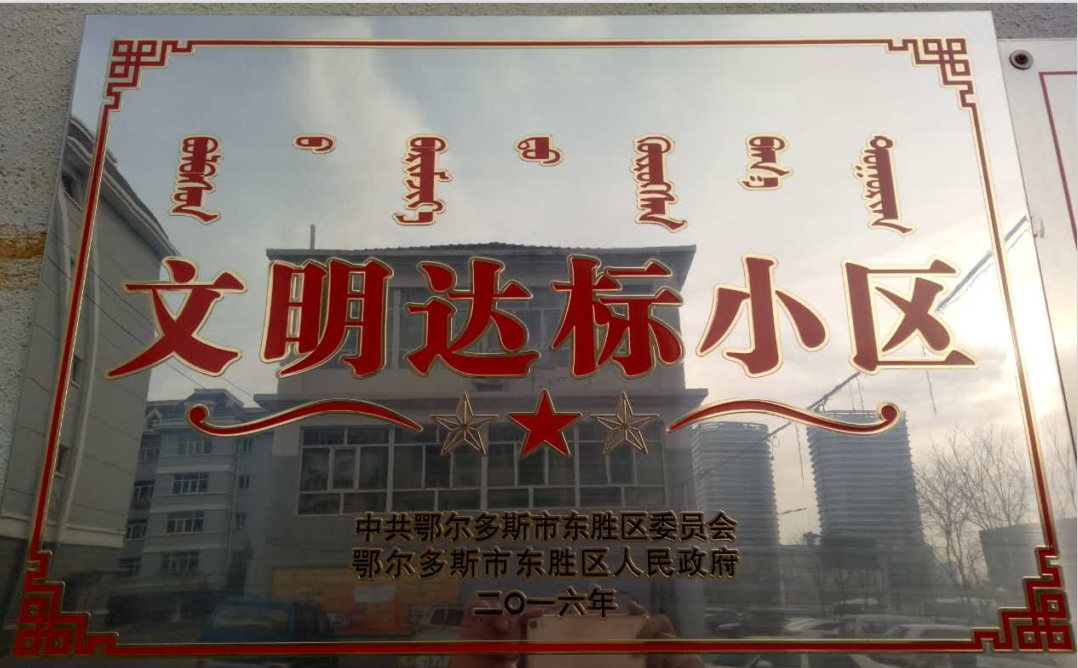 文明达标小区
中共鄂尔多斯市东胜区委员会
鄂尔多斯市东胜区人民政府
二〇一六年